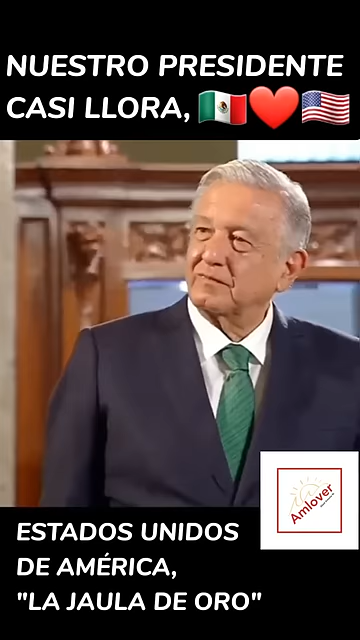 NUESTRO PRESIDENTE
CASI LLORA, 🇲🇽❤️🇺🇸
Amlover
ESTADOS UNIDOS
DE AMÉRICA,
"LA JAULA DE ORO"